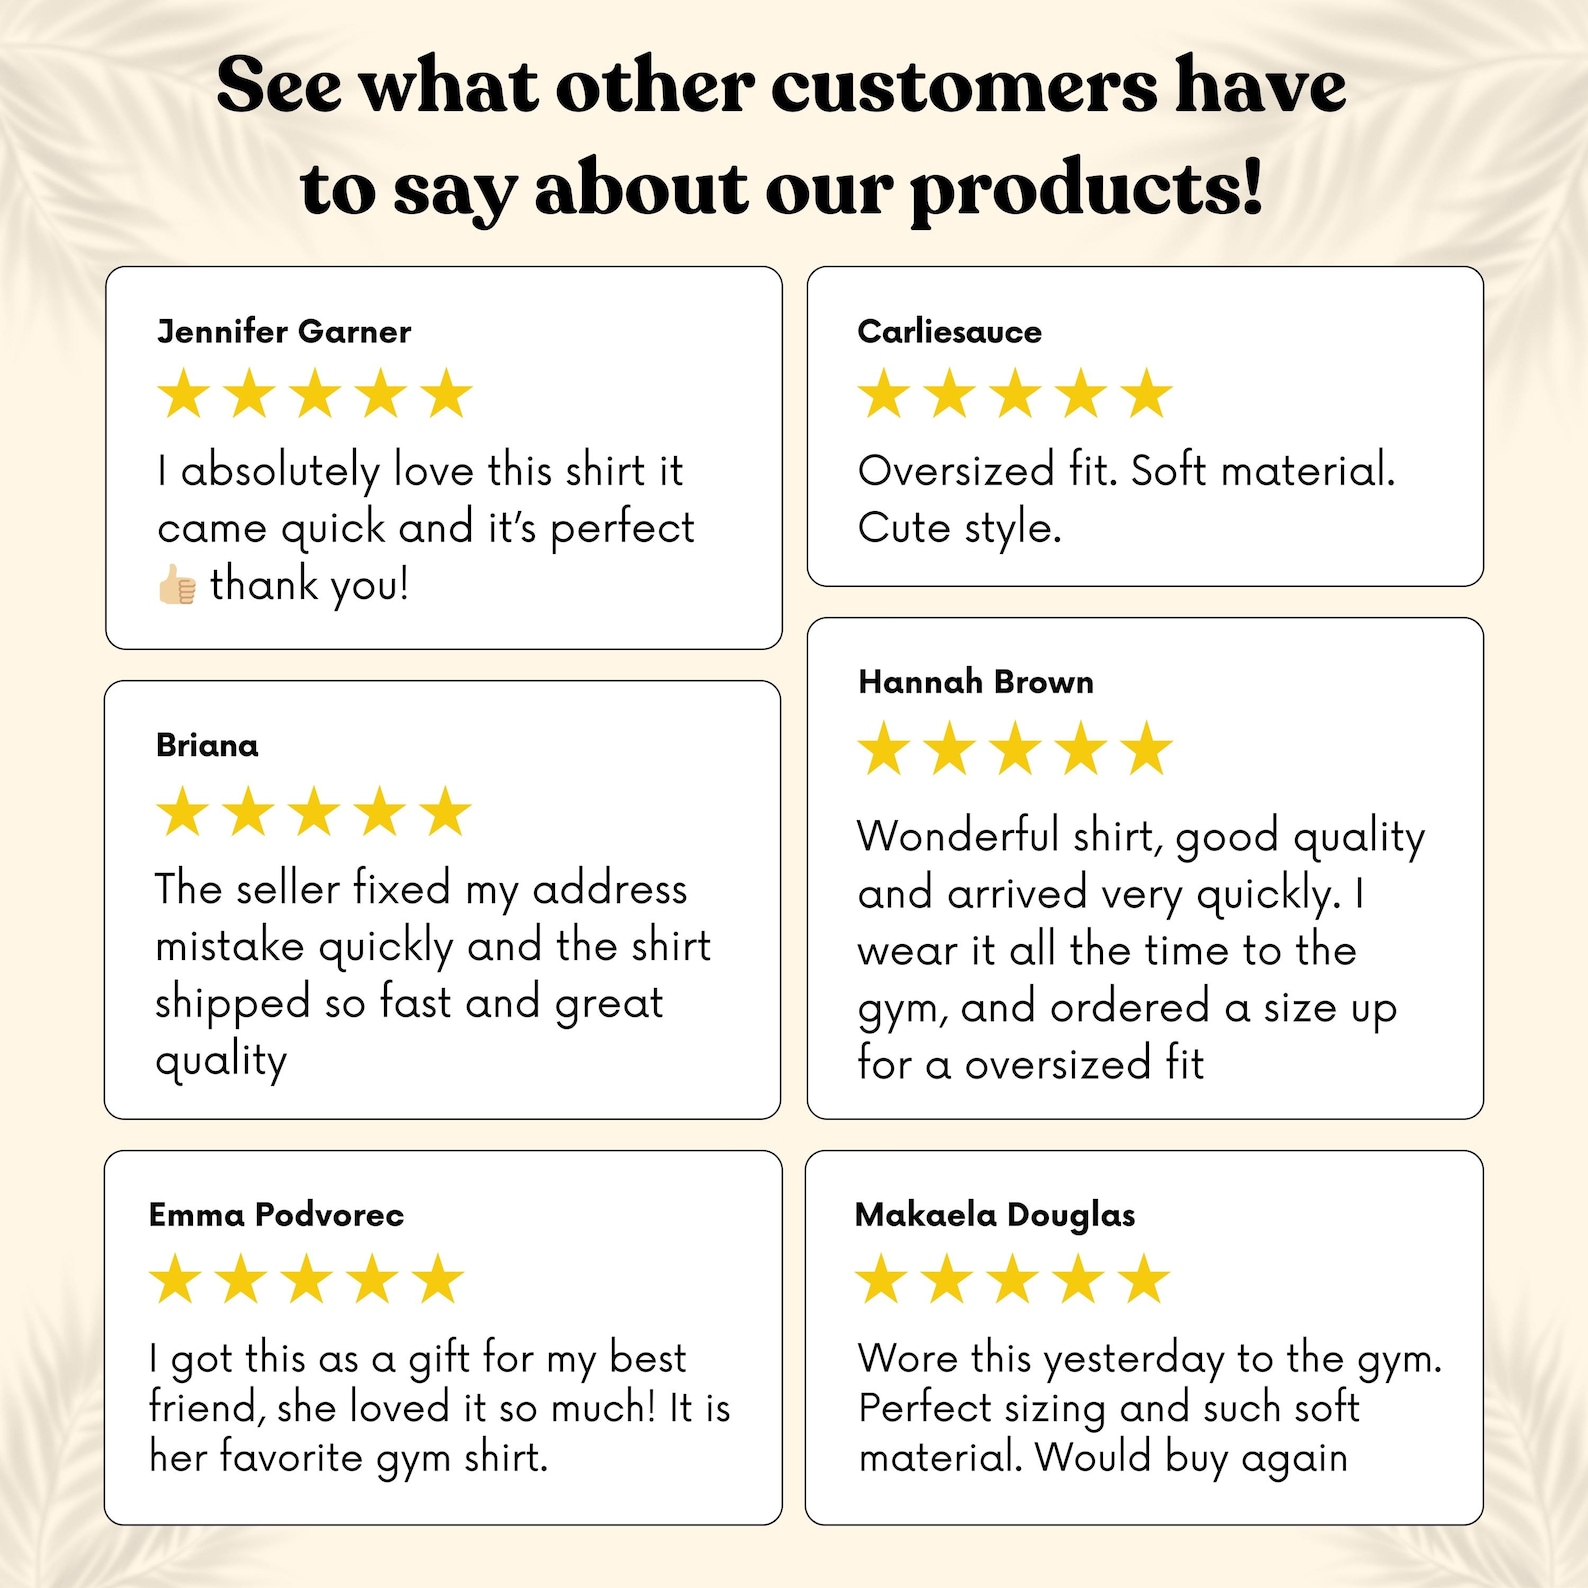 See what other customers have
to say about our products!
Jennifer Garner
I absolutely love this shirt it
came quick and it’s perfect
👍🏼 thank you!
Carliesauce
Oversized fit. Soft material.
Cute style.
Briana
The seller fixed my address
mistake quickly and the shirt
shipped so fast and great
quality
Hannah Brown
Wonderful shirt, good quality
and arrived very quickly. I
wear it all the time to the
gym, and ordered a size up
for a oversized fit
Emma Podvorec
I got this as a gift for my best
friend, she loved it so much! It is
her favorite gym shirt.
Makaela Douglas
Wore this yesterday to the gym.
Perfect sizing and such soft
material. Would buy again